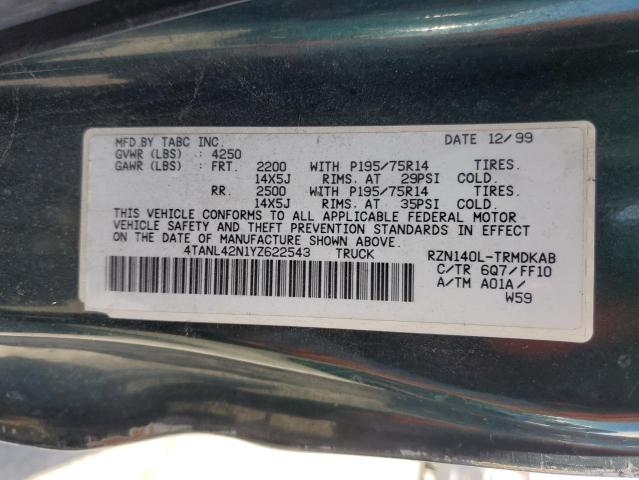 MFD BY TABC INC. DATE 12/99
GVWR (LBS) : 4250
GAWR (LBS) : FRT. 2200 WITH P195/75R14 TIRES.
14X5J RIMS. AT 29PSI COLD.
RR. 2500 WITH P195/75R14 TIRES.
14X5J RIMS. AT 35PSI COLD.
THIS VEHICLE CONFORMS TO ALL APPLICABLE FEDERAL MOTOR
VEHICLE SAFETY AND THEFT PREVENTION STANDARDS IN EFFECT
ON THE DATE OF MANUFACTURE SHOWN ABOVE.
4TANL42N1YZ622543 TRUCK RZN140L-TRMDKAB
C/TR 6Q7/FF10
A/TM A01A/
W59